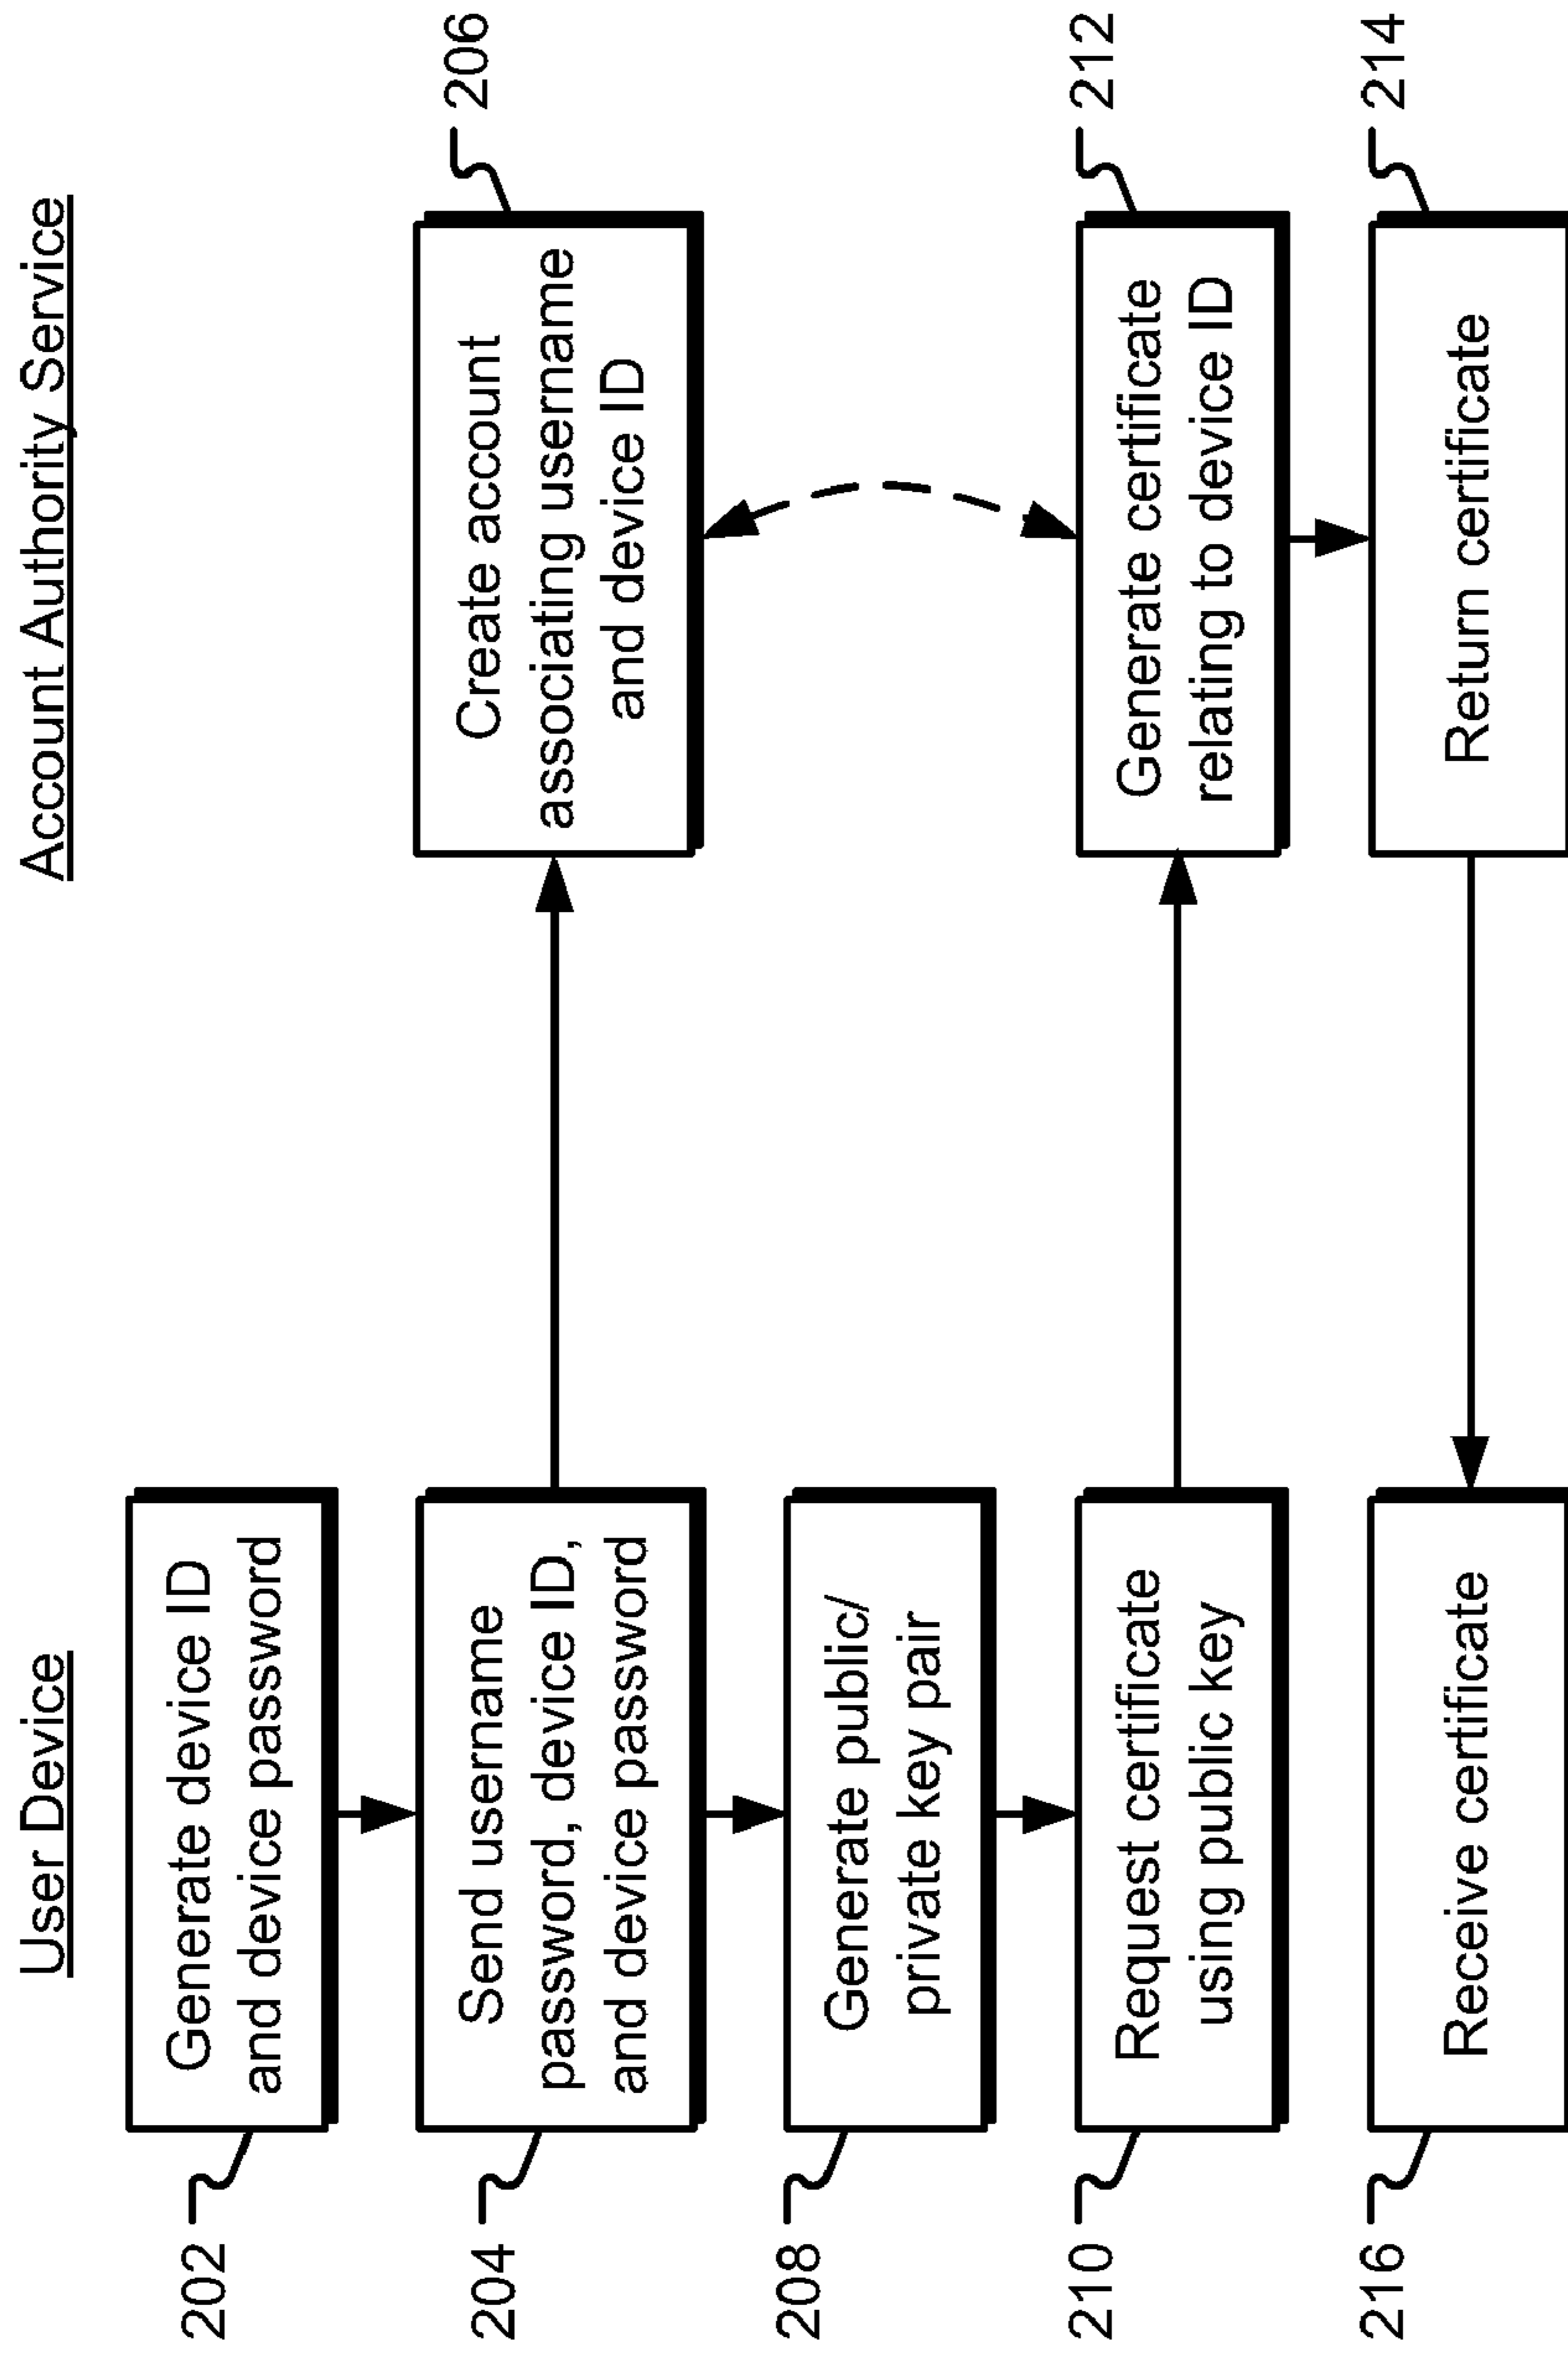 User Device
Account Authority Service
202
Generate device ID
and device password
204
Send username
password, device ID,
and device password
Create account
associating username
and device ID
206
208
Generate public/
private key pair
210
Request certificate
using public key
Generate certificate
relating to device ID
212
216
Receive certificate
Return certificate
214